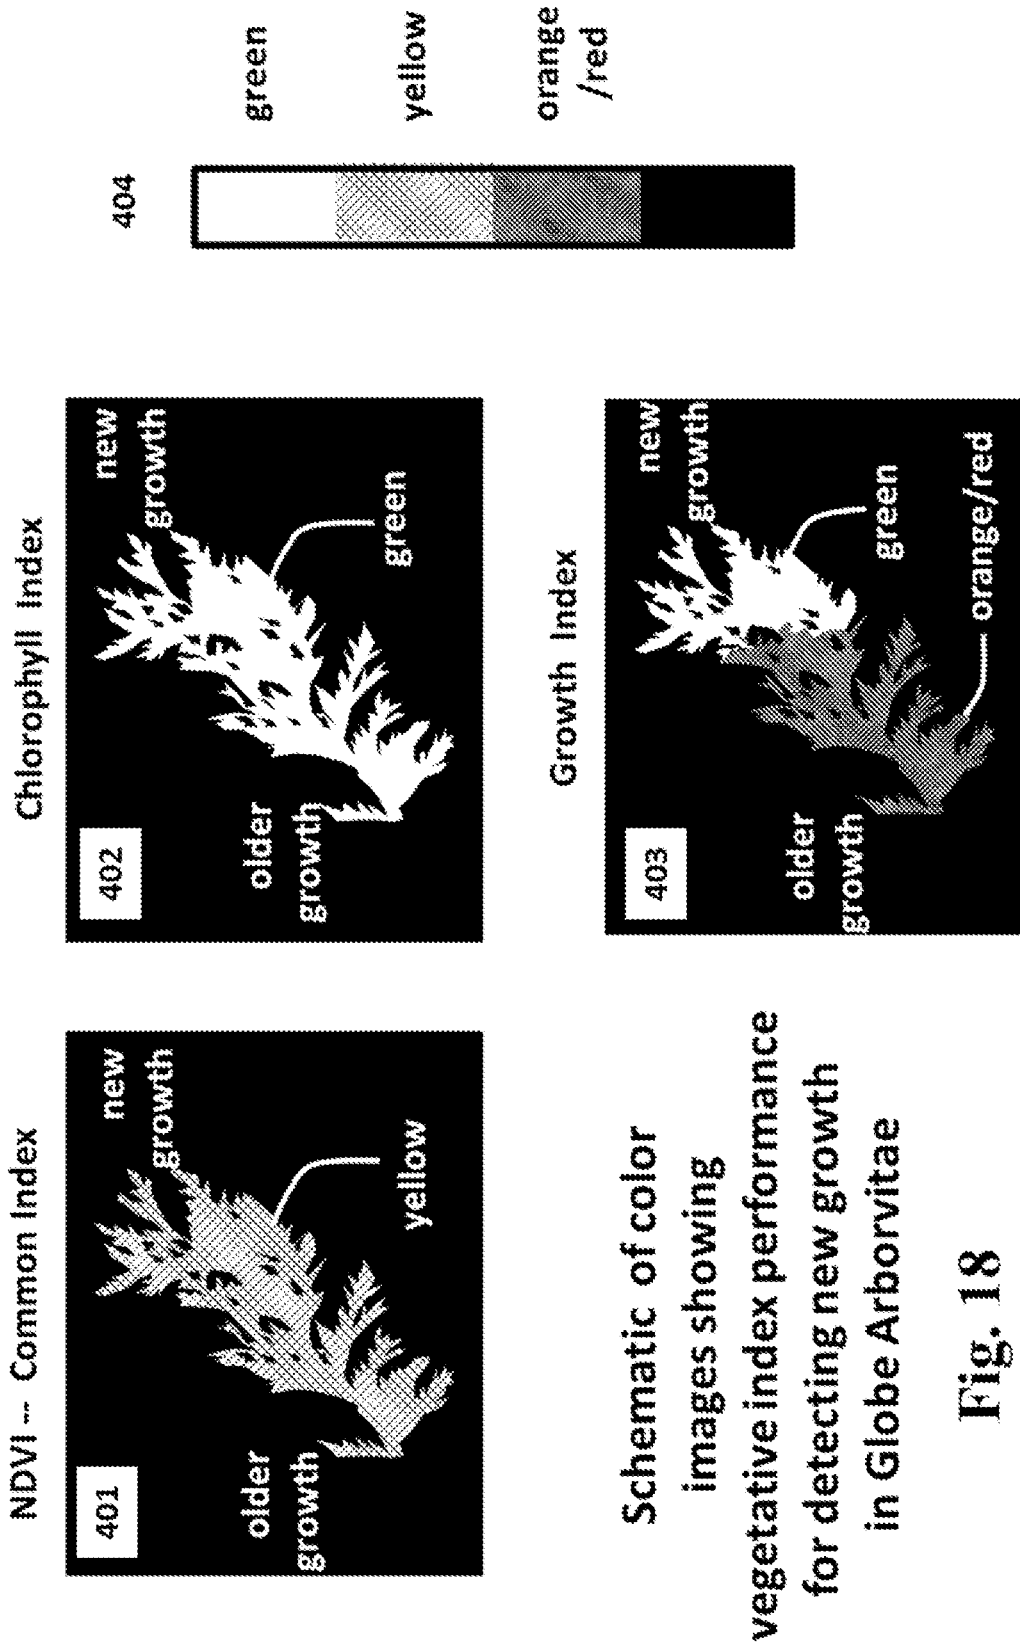 NDVI --- Common Index
401
new
growth
older
growth
yellow
Chlorophyll Index
402
new
growth
older
growth
green
404
green
yellow
orange
/red
Growth Index
403
new
growth
older
growth
green
orange/red
Schematic of color
images showing
vegetative index performance
for detecting new growth
in Globe Arborvitae
Fig. 18